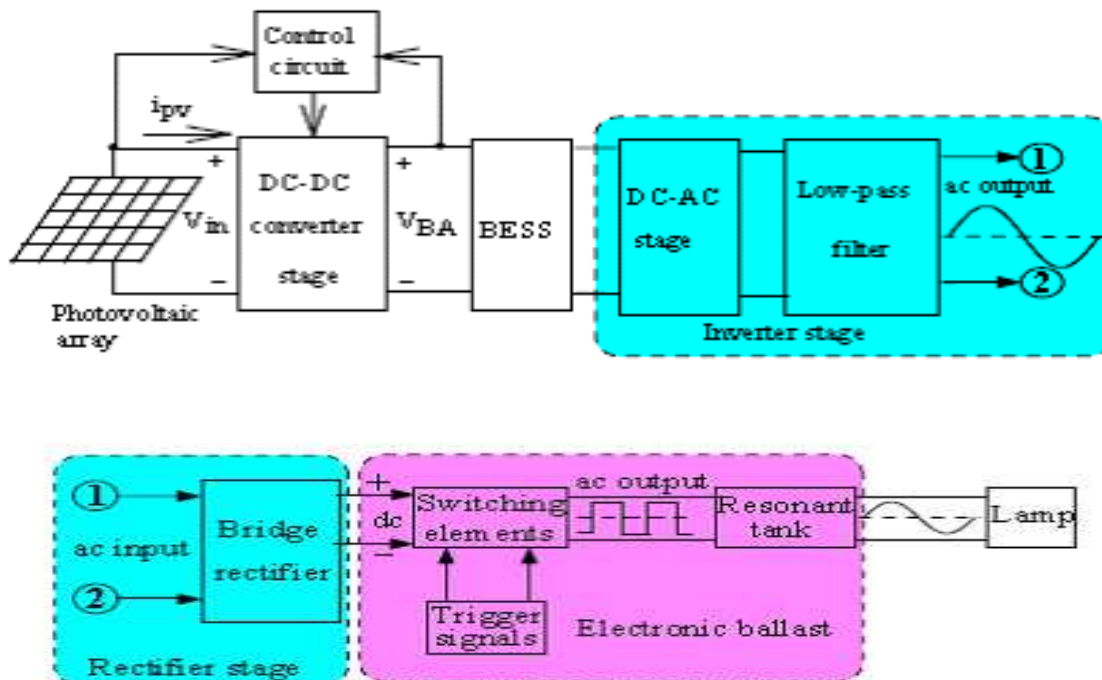 Control
circuit
iPV
+
DC-DC
converter
stage
Vin
−
+
VBA
−
BESS
DC-AC
stage
Low-pass
filter
1
ac output
2
Photovoltaic
array
Inverter stage
1
ac input
2
Bridge
rectifier
Rectifier stage
+
dc
−
Switching
elements
ac output
Resonant
tank
Lamp
Trigger
signals
Electronic ballast